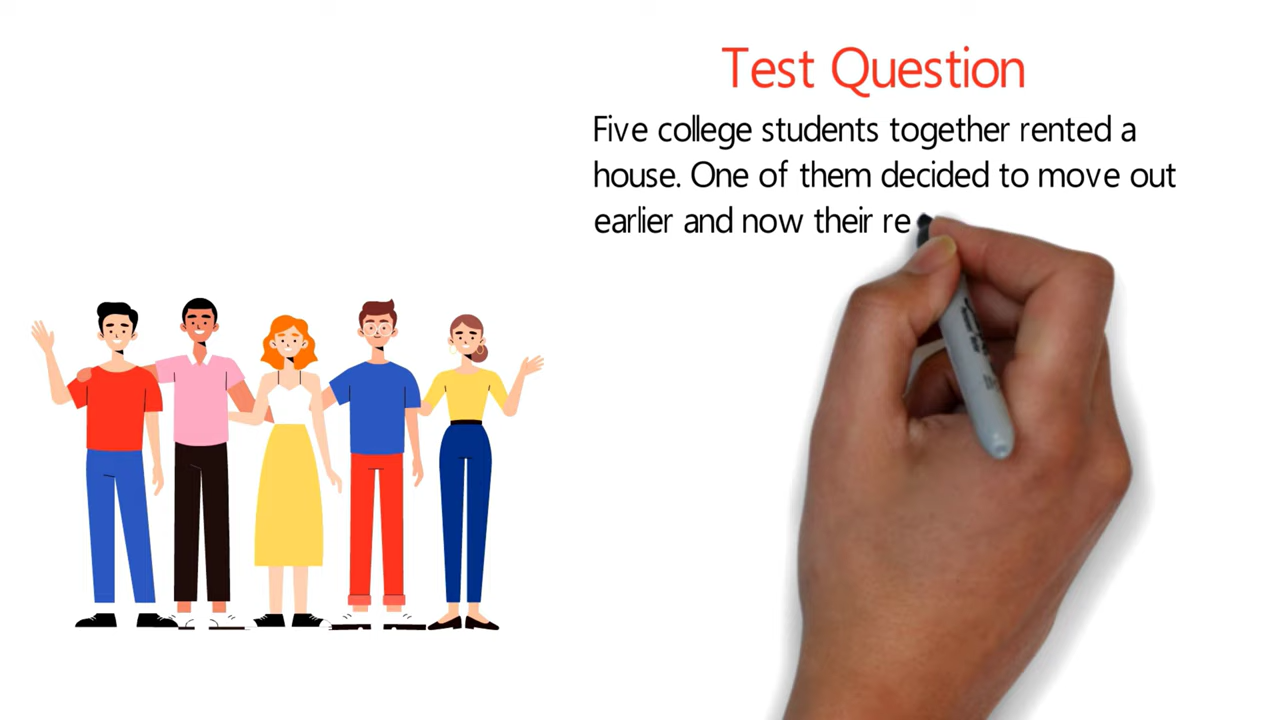 Test Question
Five college students together rented a
house. One of them decided to move out
earlier and now their re